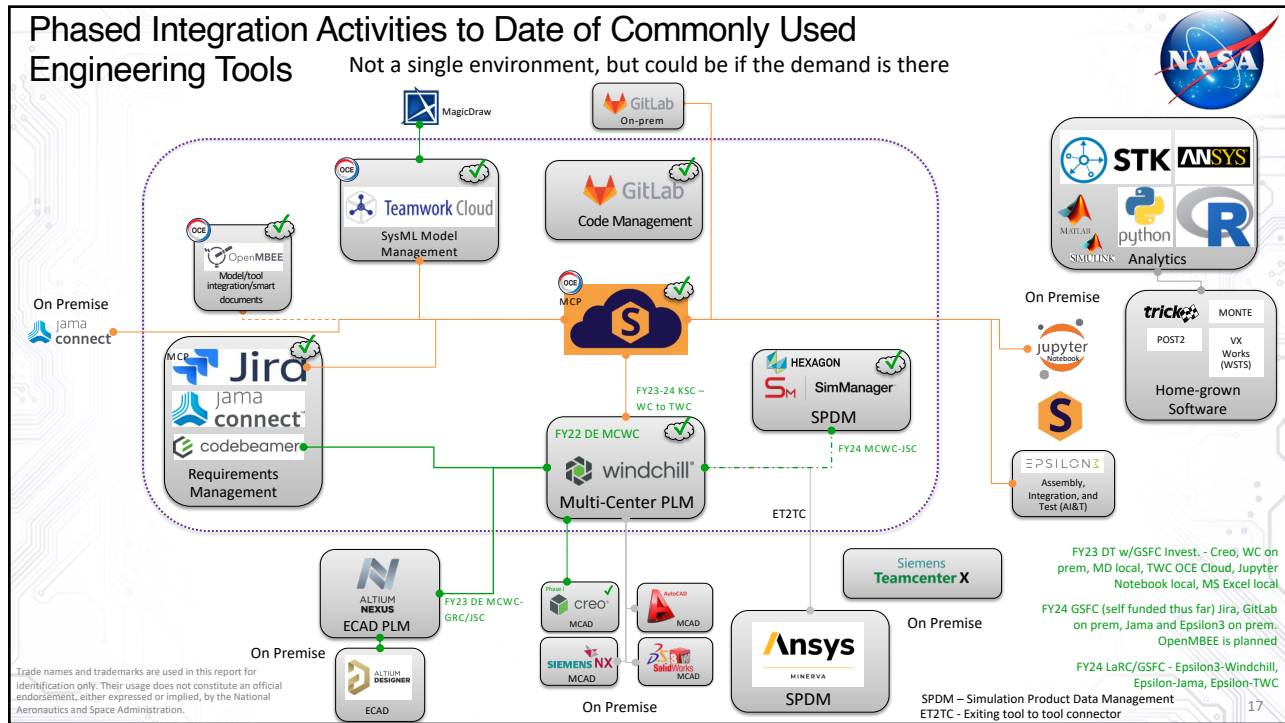 Phased Integration Activities to Date of Commonly Used
Engineering Tools
Not a single environment, but could be if the demand is there
NASA
MagicDraw
GitLab
On-prem
OCE
Teamwork Cloud
SysML Model
Management
GitLab
Code Management
STK
ANSYS
MATLAB
SIMULINK
python
R
Analytics
OCE
OpenMBEE
Model/tool
integration/smart
documents
OCE
MCP
S
On Premise
jama
connect
On Premise
jupyter
Notebook
trick
MONTE
POST2
VX
Works
(WSTS)
Home-grown
Software
MCP
Jira
jama
connect™
codebeamer
Requirements
Management
FY23-24 KSC –
WC to TWC
HEXAGON
SM
SimManager
SPDM
S
FY22 DE MCWC
windchill®
Multi-Center PLM
FY24 MCWC-JSC
EPSILON3
Assembly,
Integration, and
Test (AI&T)
ET2TC
N
ALTIUM
NEXUS
ECAD PLM
FY23 DE MCWC-
GRC/JSC
Phase I
creo®
MCAD
AutoCAD
MCAD
SIEMENS NX
MCAD
SolidWorks
MCAD
On Premise
Siemens
Teamcenter X
On Premise
Ansys
MINERVA
SPDM
On Premise
ALTIUM
DESIGNER
ECAD
FY23 DT w/GSFC Invest. - Creo, WC on
prem, MD local, TWC OCE Cloud, Jupyter
Notebook local, MS Excel local
FY24 GSFC (self funded thus far) Jira, GitLab
on prem, Jama and Epsilon3 on prem.
OpenMBEE is planned
FY24 LaRC/GSFC - Epsilon3-Windchill,
Epsilon-Jama, Epsilon-TWC
Trade names and trademarks are used in this report for
identification only. Their usage does not constitute an official
endorsement, either expressed or implied, by the National
Aeronautics and Space Administration.
SPDM – Simulation Product Data Management
ET2TC - Exiting tool to tool connector
17